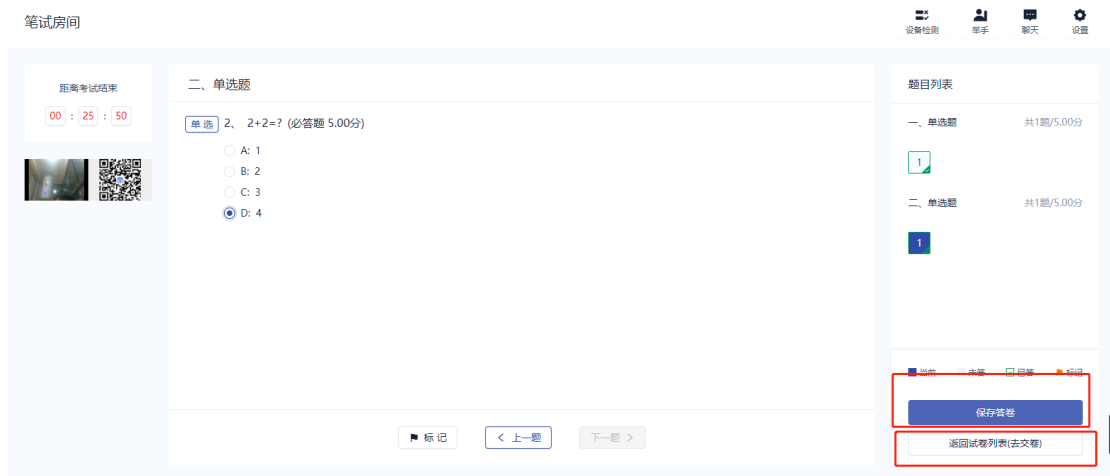 笔试房间
设备检测 举手 聊天 设置
距离考试结束
00 : 25 : 50
二、单选题
单选 2、 2+2=? (必答题 5.00分)
A: 1
B: 2
C: 3
D: 4
标记 < 上一题 下一题 >
题目列表
一、单选题 共1题/5.00分
1
二、单选题 共1题/5.00分
1
当前 未答 已答 标记
保存答卷
返回试卷列表(去交卷)